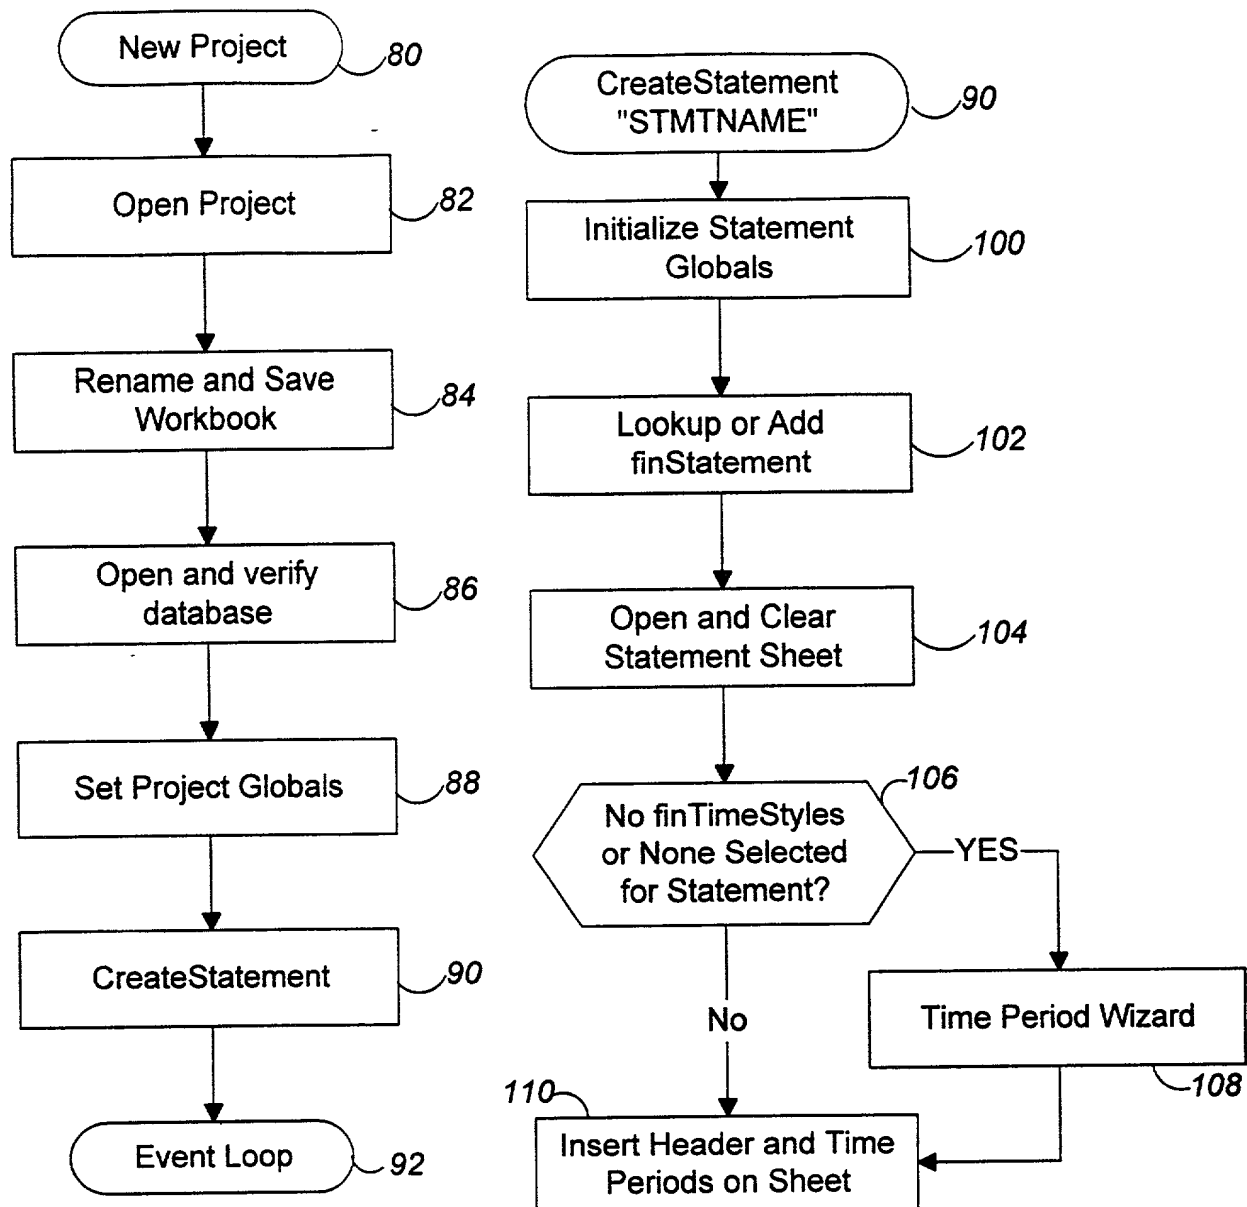 New Project
80
Open Project
82
Rename and Save
Workbook
84
Open and verify
database
86
Set Project Globals
88
CreateStatement
90
Event Loop
92
CreateStatement
"STMTNAME"
90
Initialize Statement
Globals
100
Lookup or Add
finStatement
102
Open and Clear
Statement Sheet
104
No finTimeStyles
or None Selected
for Statement?
106
YES
Time Period Wizard
108
No
110
Insert Header and Time
Periods on Sheet